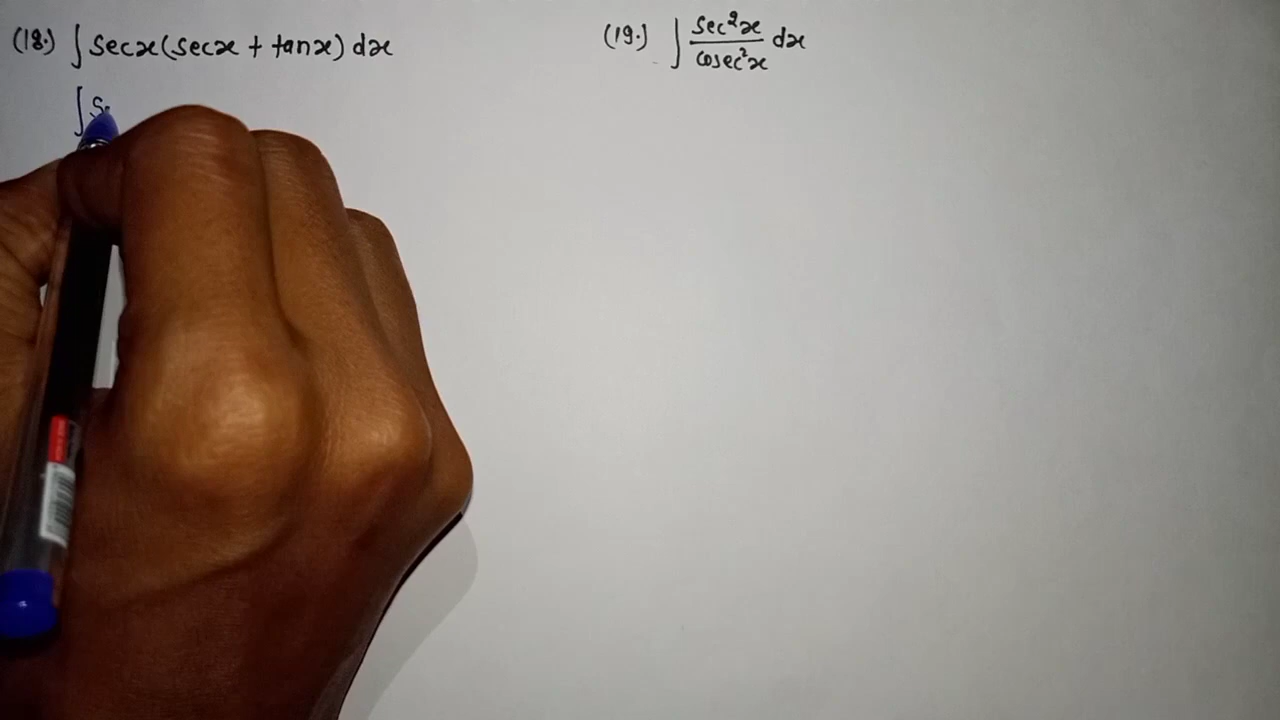 (18.) ∫ secx(secx + tanx) dx
(19.) ∫ sec²x/cosec²x dx
∫ s